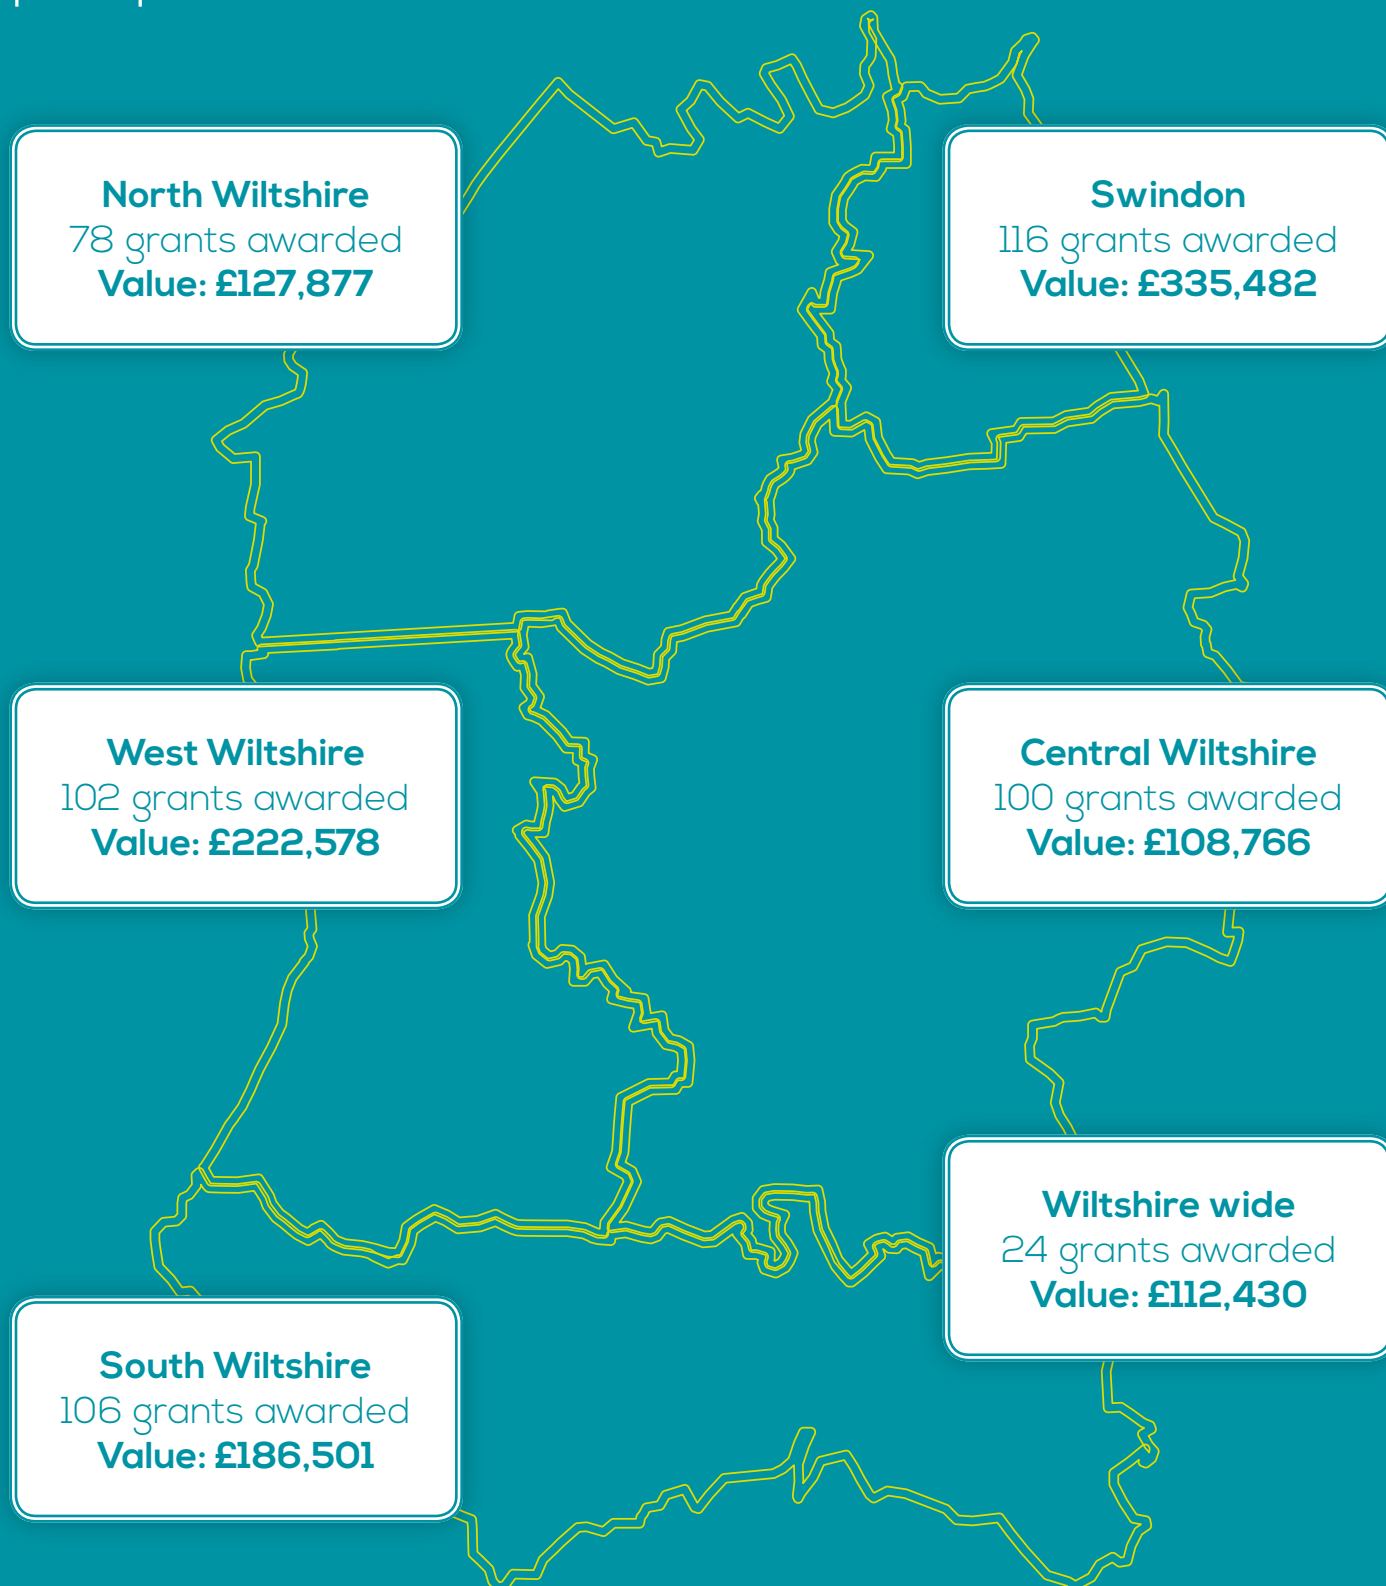 North Wiltshire
78 grants awarded
Value: £127,877
Swindon
116 grants awarded
Value: £335,482
West Wiltshire
102 grants awarded
Value: £222,578
Central Wiltshire
100 grants awarded
Value: £108,766
Wiltshire wide
24 grants awarded
Value: £112,430
South Wiltshire
106 grants awarded
Value: £186,501